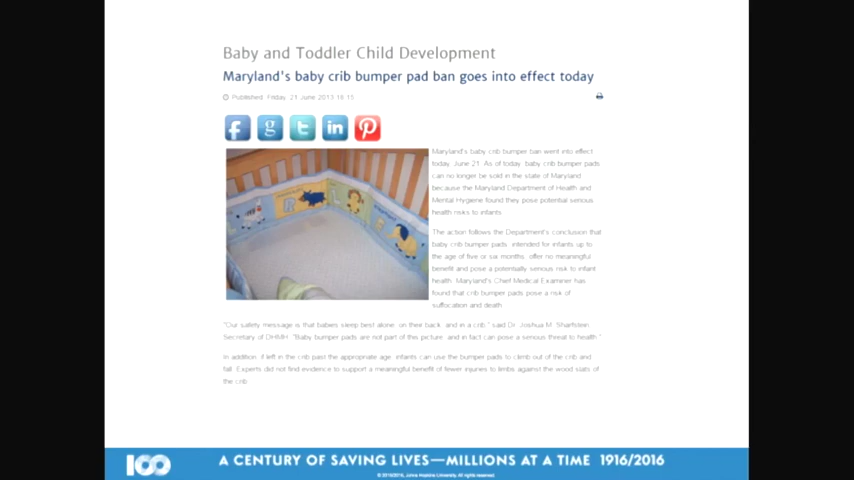 Baby and Toddler Child Development
Maryland's baby crib bumper pad ban goes into effect today
Published: Friday, 21 June 2013 18:15
Maryland's baby crib bumper ban went into effect
today, June 21. As of today, baby crib bumper pads
can no longer be sold in the state of Maryland
because the Maryland Department of Health and
Mental Hygiene found they pose potential serious
health risks to infants.
The action follows the Department's conclusion that
baby crib bumper pads, intended for infants up to
the age of five or six months, offer no meaningful
benefit and pose a potentially serious risk to infant
health. Maryland's Chief Medical Examiner has
found that crib bumper pads pose a risk of
suffocation and death.
"Our safety message is that babies sleep best alone, on their back, and in a crib," said Dr. Joshua M. Sharfstein,
Secretary of DHMH. "Baby bumper pads are not part of this picture, and in fact can pose a serious threat to health."
In addition, if left in the crib past the appropriate age, infants can use the bumper pads to climb out of the crib and
fall. Experts did not find evidence to support a meaningful benefit of fewer injuries to limbs against the wood slats of
the crib.
100 A CENTURY OF SAVING LIVES—MILLIONS AT A TIME 1916/2016
©2016/2016, Johns Hopkins University. All rights reserved.